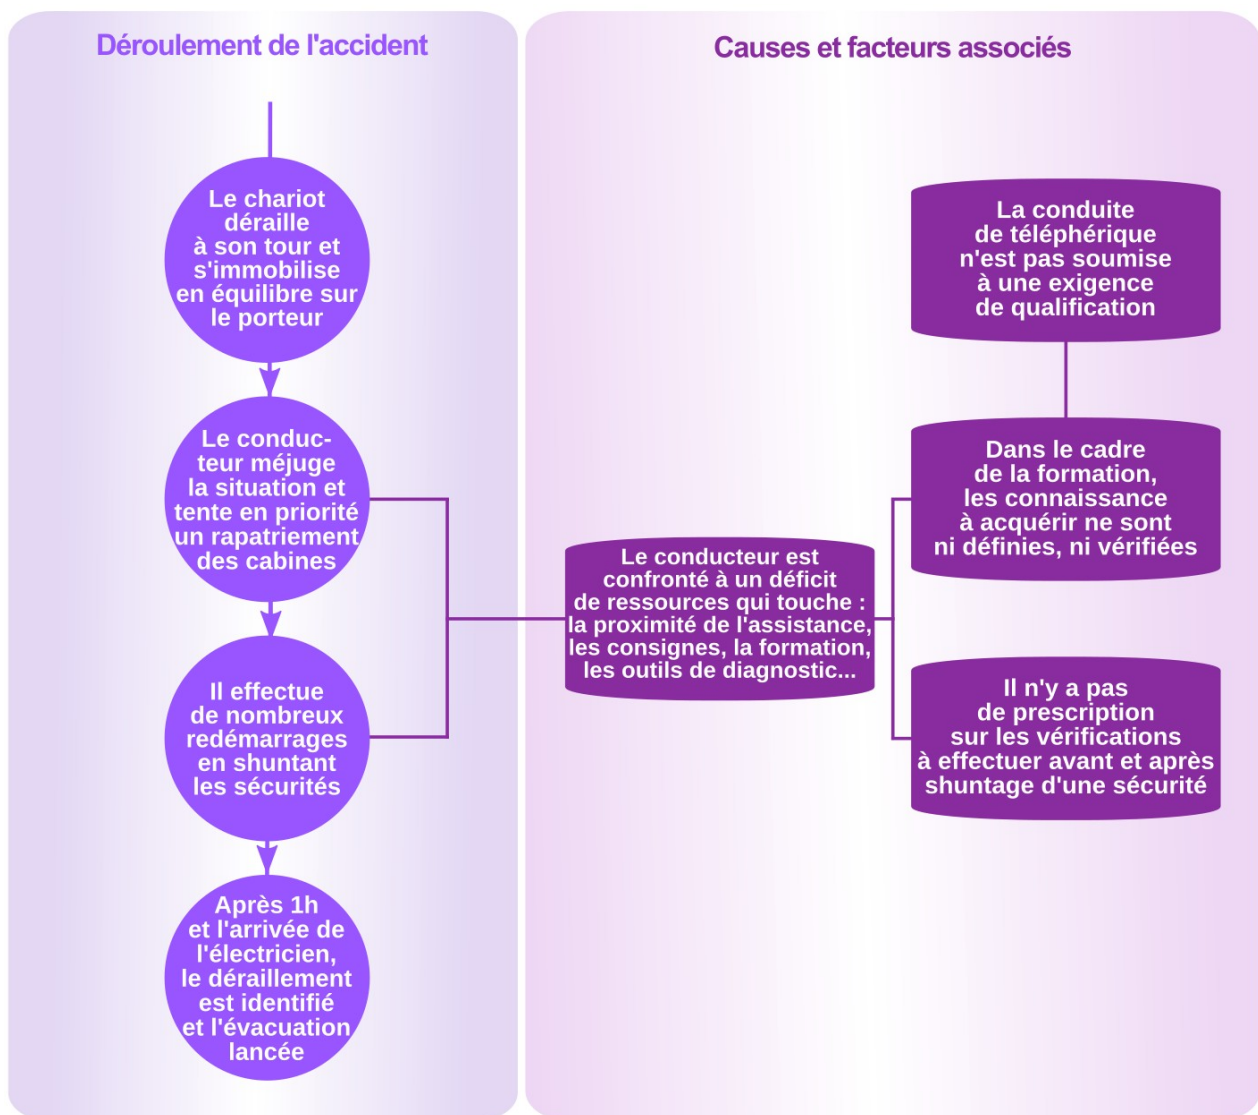 Déroulement de l'accident
Le chariot
déraille
à son tour et
s'immobilise
en équilibre sur
le porteur
Le conduc-
teur méjuge
la situation et
tente en priorité
un rapatriement
des cabines
Il effectue
de nombreux
redémarrages
en shuntant
les sécurités
Après 1h
et l'arrivée de
l'électricien,
le déraillement
est identifié
et l'évacuation
lancée
Causes et facteurs associés
Le conducteur est
confronté à un déficit
de ressources qui touche :
la proximité de l'assistance,
les consignes, la formation,
les outils de diagnostic...
La conduite
de téléphérique
n'est pas soumise
à une exigence
de qualification
Dans le cadre
de la formation,
les connaissance
à acquérir ne sont
ni définies, ni vérifiées
Il n'y a pas
de prescription
sur les vérifications
à effectuer avant et après
shuntage d'une sécurité